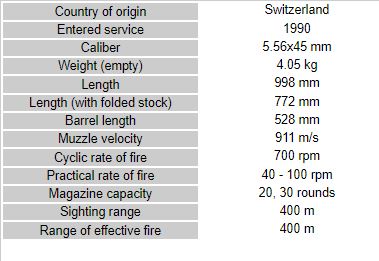 Country of origin Switzerland
Entered service 1990
Caliber 5.56x45 mm
Weight (empty) 4.05 kg
Length 998 mm
Length (with folded stock) 772 mm
Barrel length 528 mm
Muzzle velocity 911 m/s
Cyclic rate of fire 700 rpm
Practical rate of fire 40 - 100 rpm
Magazine capacity 20, 30 rounds
Sighting range 400 m
Range of effective fire 400 m